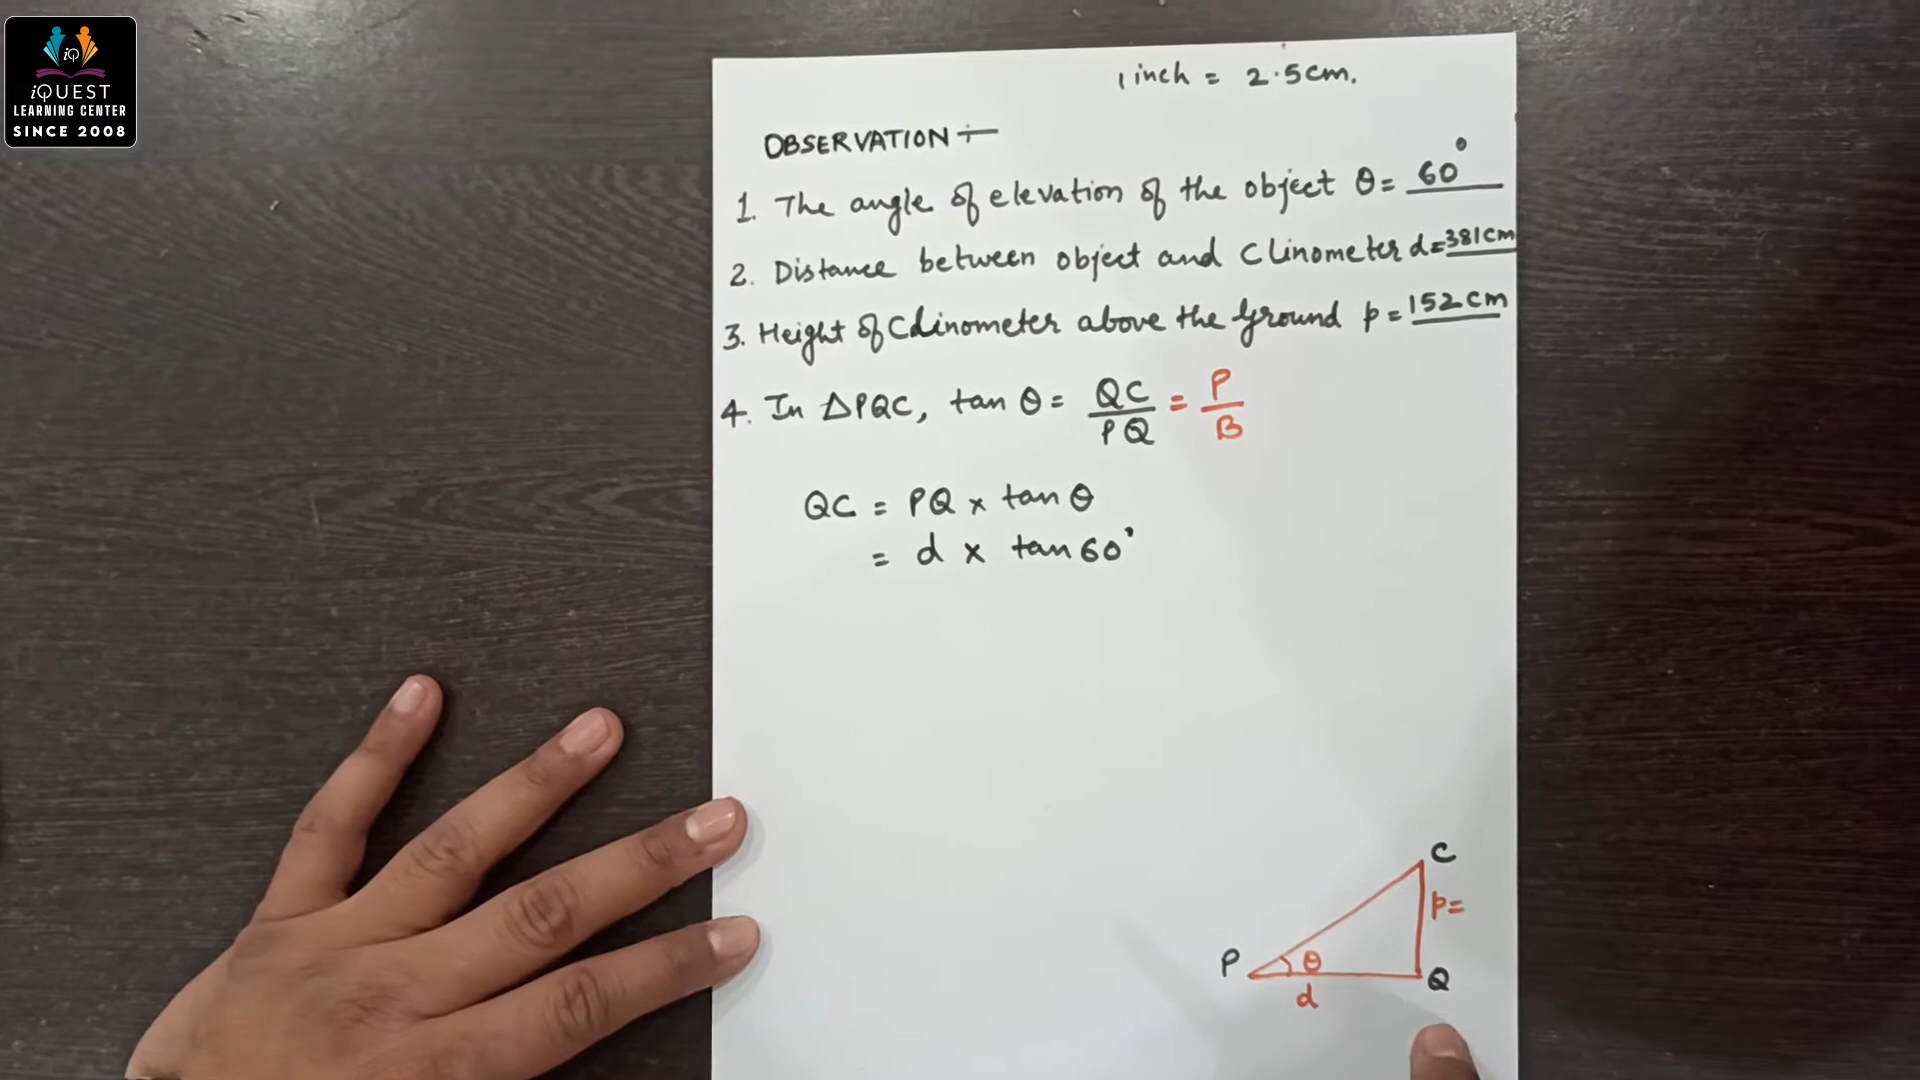 iQ
iQUEST
LEARNING CENTER
SINCE 2008
1 inch = 2.5cm.
OBSERVATION ÷
1. The angle of elevation of the object θ= 60°
2. Distance between object and Clinometer d=381cm
3. Height of Clinometer above the Ground p=152cm
4. In △PQC, tan θ= QC/PQ = P/B
QC = PQ x tan θ
= d x tan 60°
C
p=
P θ Q
d